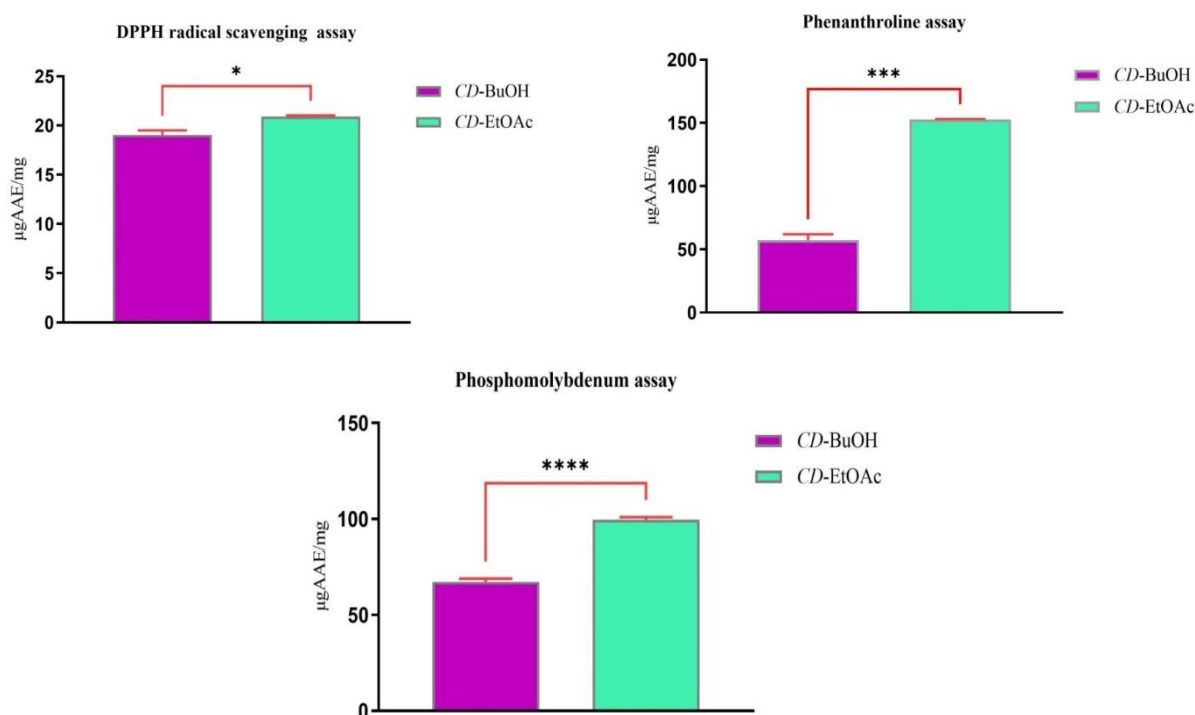 DPPH radical scavenging assay
*
25
20
15
10
5
0
µgAAE/mg
CD-BuOH
CD-EtOAc
Phenanthroline assay
***
200
150
100
50
0
µgAAE/mg
CD-BuOH
CD-EtOAc
Phosphomolybdenum assay
****
150
100
50
0
µgAAE/mg
CD-BuOH
CD-EtOAc